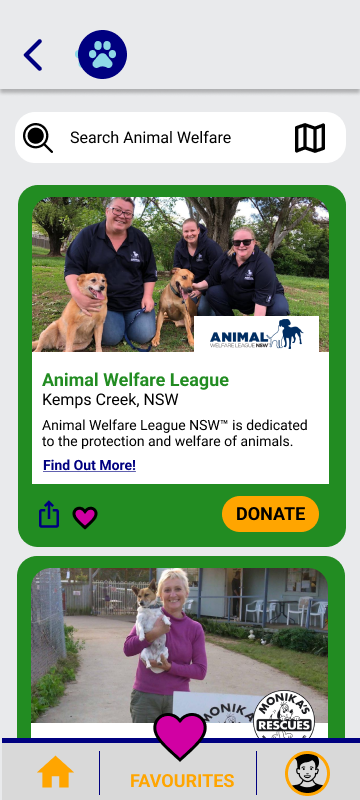 Search Animal Welfare
ANIMAL
WELFARE LEAGUE NSW
Animal Welfare League
Kemps Creek, NSW
Animal Welfare League NSW™ is dedicated
to the protection and welfare of animals.
Find Out More!
DONATE
MONIKA'S
RESCUES
MONIKA'S
FAVOURITES